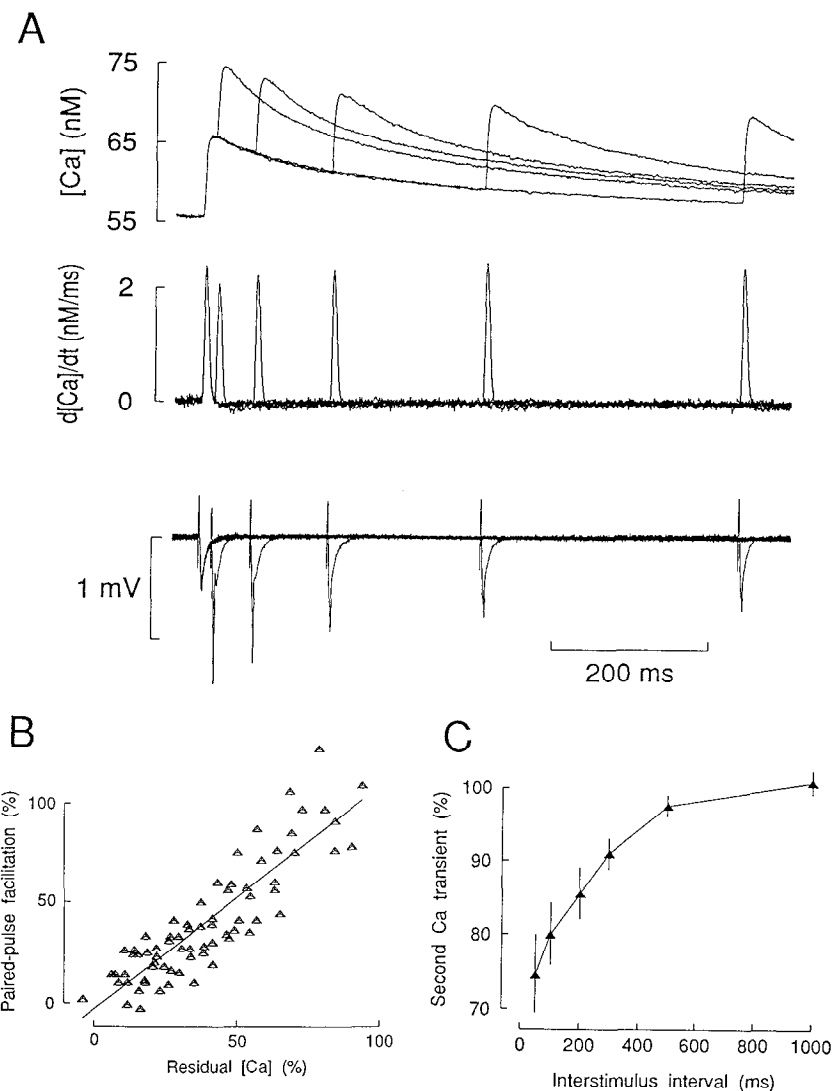 A
75
65
55
[Ca] (nM)
2
0
d[Ca]/dt (nM/ms)
1 mV
200 ms
B
100
50
0
Paired-pulse facilitation (%)
0 50 100
Residual [Ca] (%)
C
100
90
80
70
Second Ca transient (%)
0 200 400 600 800 1000
Interstimulus interval (ms)